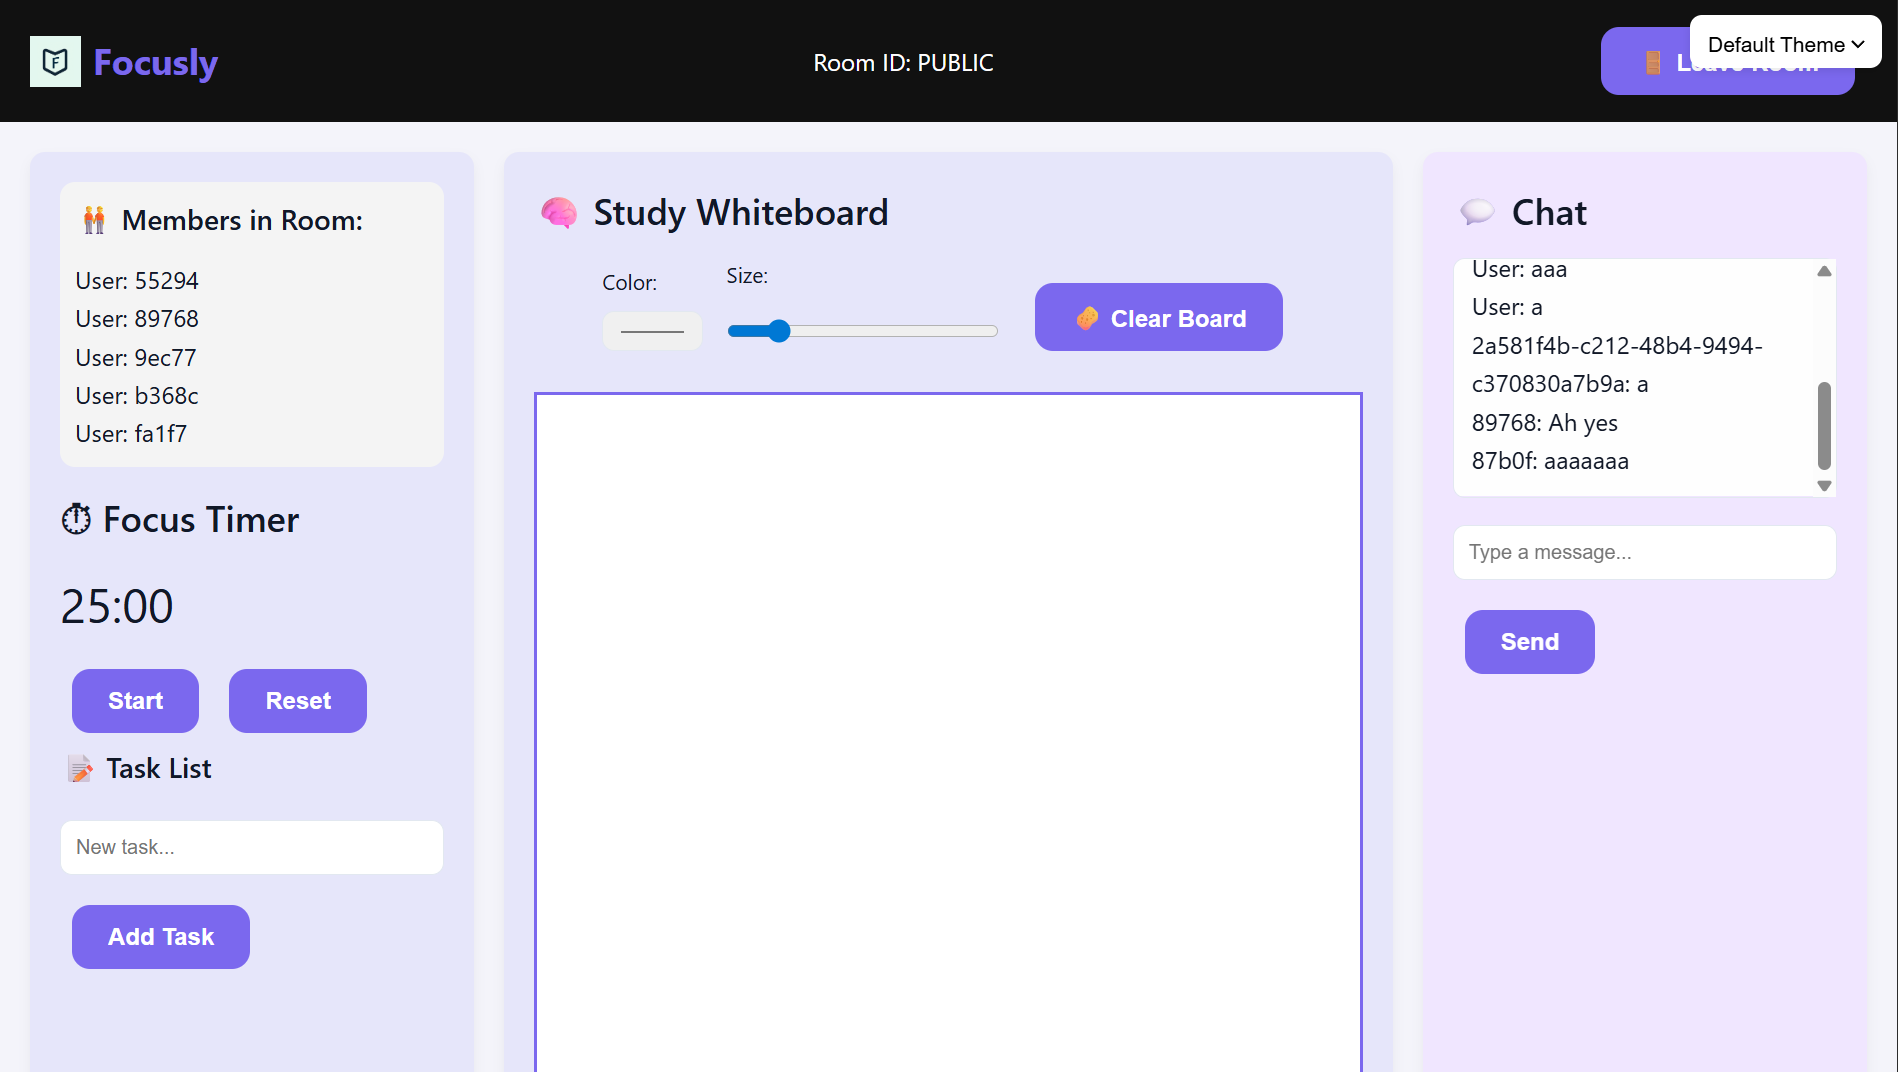 F
Focusly
Room ID: PUBLIC
Default Theme
Members in Room:
User: 55294
User: 89768
User: 9ec77
User: b368c
User: fa1f7
Focus Timer
25:00
Start
Reset
Task List
New task...
Add Task
Study Whiteboard
Color:
Size:
Clear Board
Chat
User: aaa
User: a
2a581f4b-c212-48b4-9494-
c370830a7b9a: a
89768: Ah yes
87b0f: aaaaaaa
Type a message...
Send